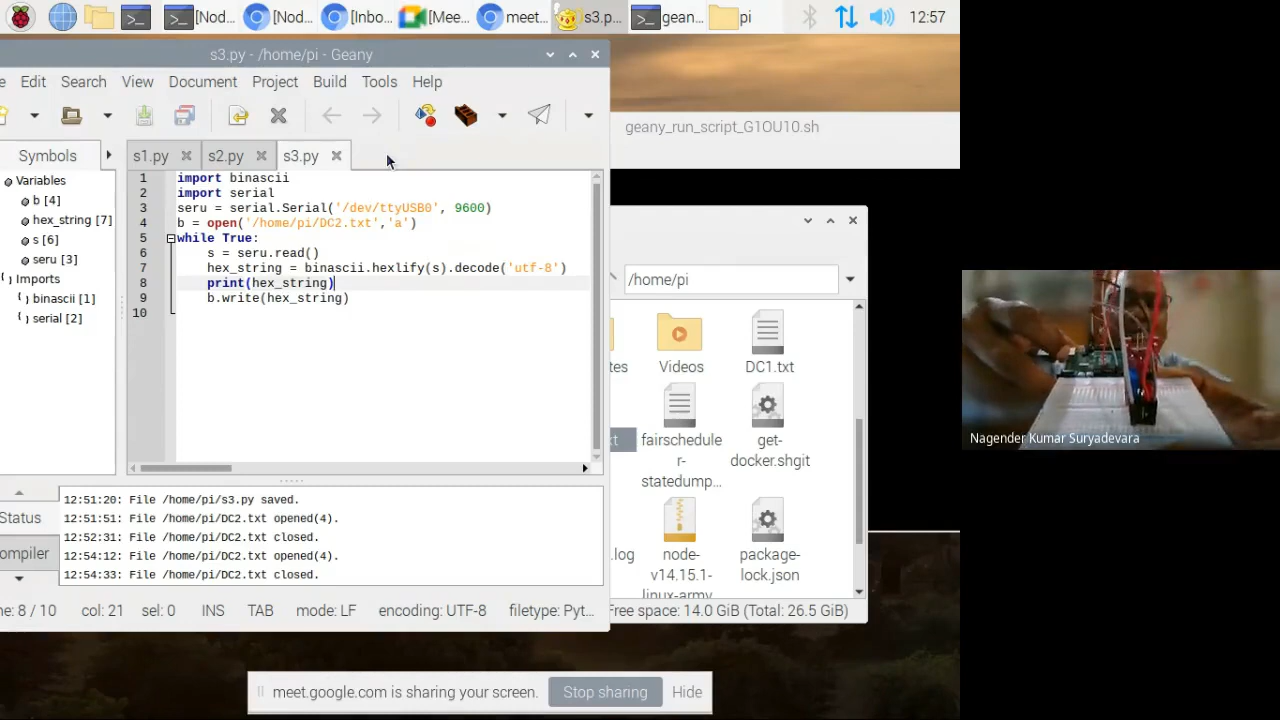 [Nod...
[Nod...
[Inbo...
[Mee...
meet...
s3.p...
gean...
pi
12:57
s3.py - /home/pi - Geany
Edit Search View Document Project Build Tools Help
geany_run_script_G1OU10.sh
Symbols
s1.py
s2.py
s3.py
Variables
b [4]
hex_string [7]
s [6]
seru [3]
Imports
binascii [1]
serial [2]
1 import binascii
2 import serial
3 seru = serial.Serial('/dev/ttyUSB0', 9600)
4 b = open('/home/pi/DC2.txt','a')
5 while True:
6 s = seru.read()
7 hex_string = binascii.hexlify(s).decode('utf-8')
8 print(hex_string)
9 b.write(hex_string)
10
/home/pi
tes
Videos
DC1.txt
xt
fairschedule
r-
statedump...
get-
docker.shgit
.log
node-
v14.15.1-
linux-army
package-
lock.json
Free space: 14.0 GiB (Total: 26.5 GiB)
Status
ompiler
12:51:20: File /home/pi/s3.py saved.
12:51:51: File /home/pi/DC2.txt opened(4).
12:52:31: File /home/pi/DC2.txt closed.
12:54:12: File /home/pi/DC2.txt opened(4).
12:54:33: File /home/pi/DC2.txt closed.
ne: 8 / 10 col: 21 sel: 0 INS TAB mode: LF encoding: UTF-8 filetype: Pyt...
meet.google.com is sharing your screen. Stop sharing Hide
Nagender Kumar Suryadevara